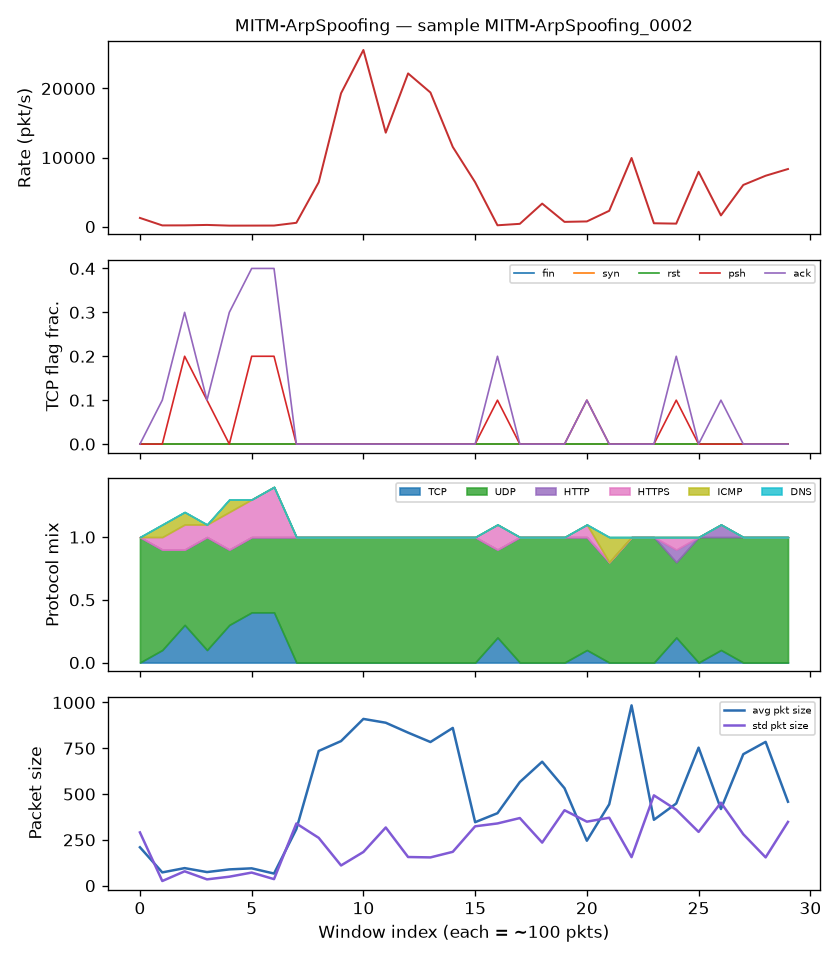 MITM-ArpSpoofing — sample MITM-ArpSpoofing_0002
Rate (pkt/s)
20000
10000
0
TCP flag frac.
0.4
0.3
0.2
0.1
0.0
fin syn rst psh ack
Protocol mix
1.0
0.5
0.0
TCP UDP HTTP HTTPS ICMP DNS
Packet size
1000
750
500
250
0
avg pkt size
std pkt size
0 5 10 15 20 25 30
Window index (each = ~100 pkts)